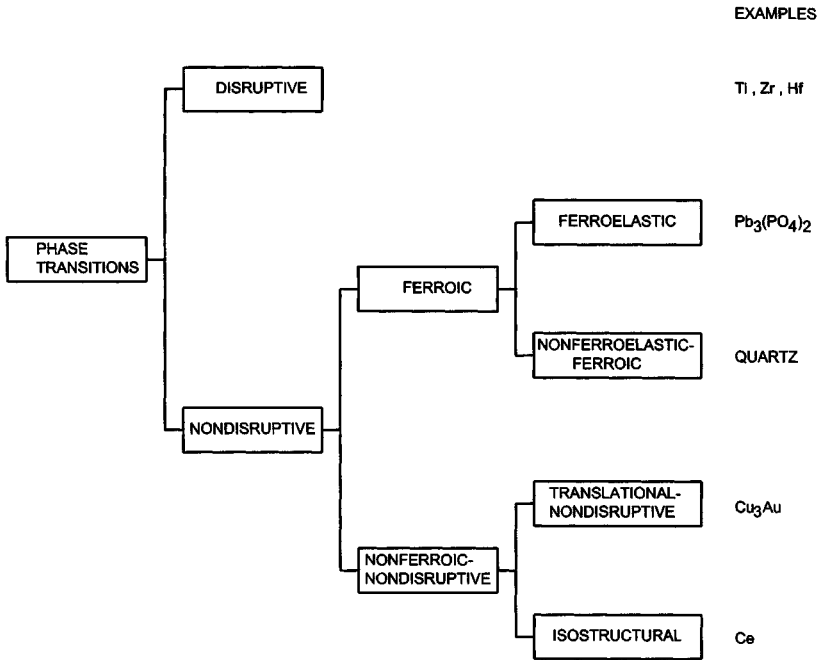 EXAMPLES
DISRUPTIVE
Ti , Zr , Hf
FERROELASTIC
Pb3(PO4)2
PHASE
TRANSITIONS
FERROIC
NONFERROELASTIC-
FERROIC
QUARTZ
NONDISRUPTIVE
TRANSLATIONAL-
NONDISRUPTIVE
Cu3Au
NONFERROIC-
NONDISRUPTIVE
ISOSTRUCTURAL
Ce